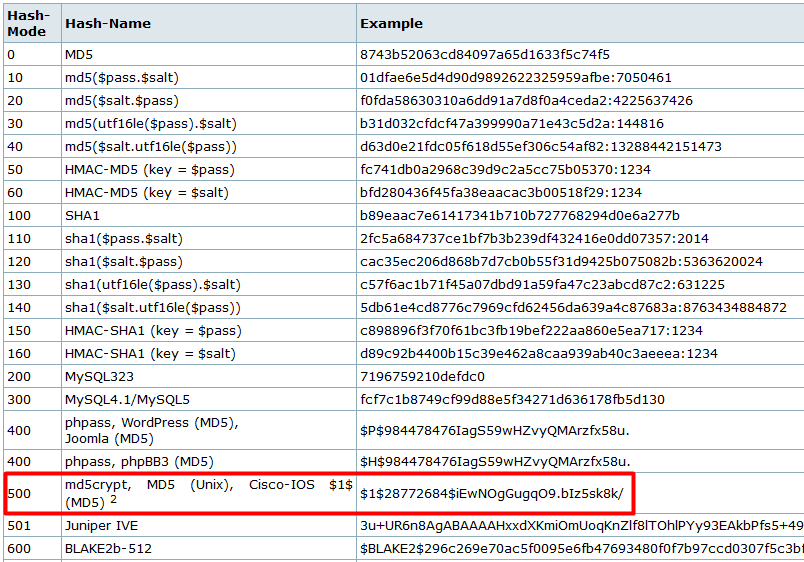 Hash-Mode Hash-Name Example
0 MD5 8743b52063cd84097a65d1633f5c74f5
10 md5($pass.$salt) 01dfae6e5d4d90d9892622325959afbe:7050461
20 md5($salt.$pass) f0fda58630310a6dd91a7d8f0a4ceda2:4225637426
30 md5(utf16le($pass).$salt) b31d032cfdcf47a399990a71e43c5d2a:144816
40 md5($salt.utf16le($pass)) d63d0e21fdc05f618d55ef306c54af82:13288442151473
50 HMAC-MD5 (key = $pass) fc741db0a2968c39d9c2a5cc75b05370:1234
60 HMAC-MD5 (key = $salt) bfd280436f45fa38eaacac3b00518f29:1234
100 SHA1 b89eaac7e61417341b710b727768294d0e6a277b
110 sha1($pass.$salt) 2fc5a684737ce1bf7b3b239df432416e0dd07357:2014
120 sha1($salt.$pass) cac35ec206d868b7d7cb0b55f31d9425b075082b:5363620024
130 sha1(utf16le($pass).$salt) c57f6ac1b71f45a07dbd91a59fa47c23abcd87c2:631225
140 sha1($salt.utf16le($pass)) 5db61e4cd8776c7969cfd62456da639a4c87683a:8763434884872
150 HMAC-SHA1 (key = $pass) c898896f3f70f61bc3fb19bef222aa860e5ea717:1234
160 HMAC-SHA1 (key = $salt) d89c92b4400b15c39e462a8caa939ab40c3aeeea:1234
200 MySQL323 7196759210defdc0
300 MySQL4.1/MySQL5 fcf7c1b8749cf99d88e5f34271d636178fb5d130
400 phpass, WordPress (MD5),
Joomla (MD5) $P$984478476IagS59wHZvyQMArzfx58u.
400 phpass, phpBB3 (MD5) $H$984478476IagS59wHZvyQMArzfx58u.
500 md5crypt, MD5 (Unix), Cisco-IOS $1$
(MD5) 2 $1$28772684$iEwNOgGugqO9.bIz5sk8k/
501 Juniper IVE 3u+UR6n8AgABAAAAHxxdXKmiOmUoqKnZlf8lTOhlPYy93EAkbPfs5+49
600 BLAKE2b-512 $BLAKE2$296c269e70ac5f0095e6fb47693480f0f7b97ccd0307f5c3bf